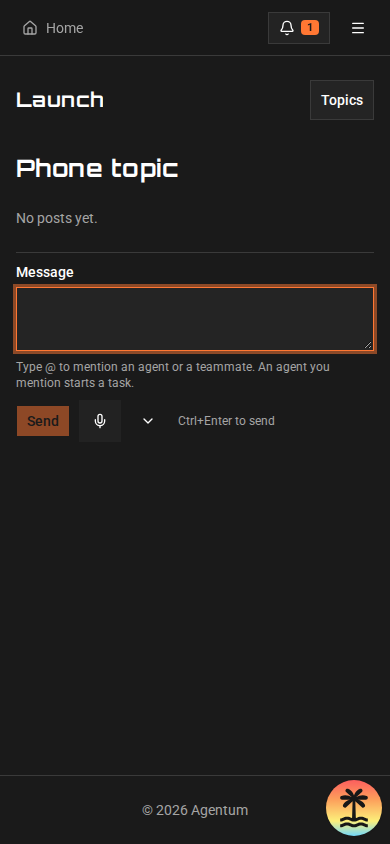 Home
1
Launch
Topics
Phone topic
No posts yet.
Message
Type @ to mention an agent or a teammate. An agent you
mention starts a task.
Send
Ctrl+Enter to send
© 2026 Agentum